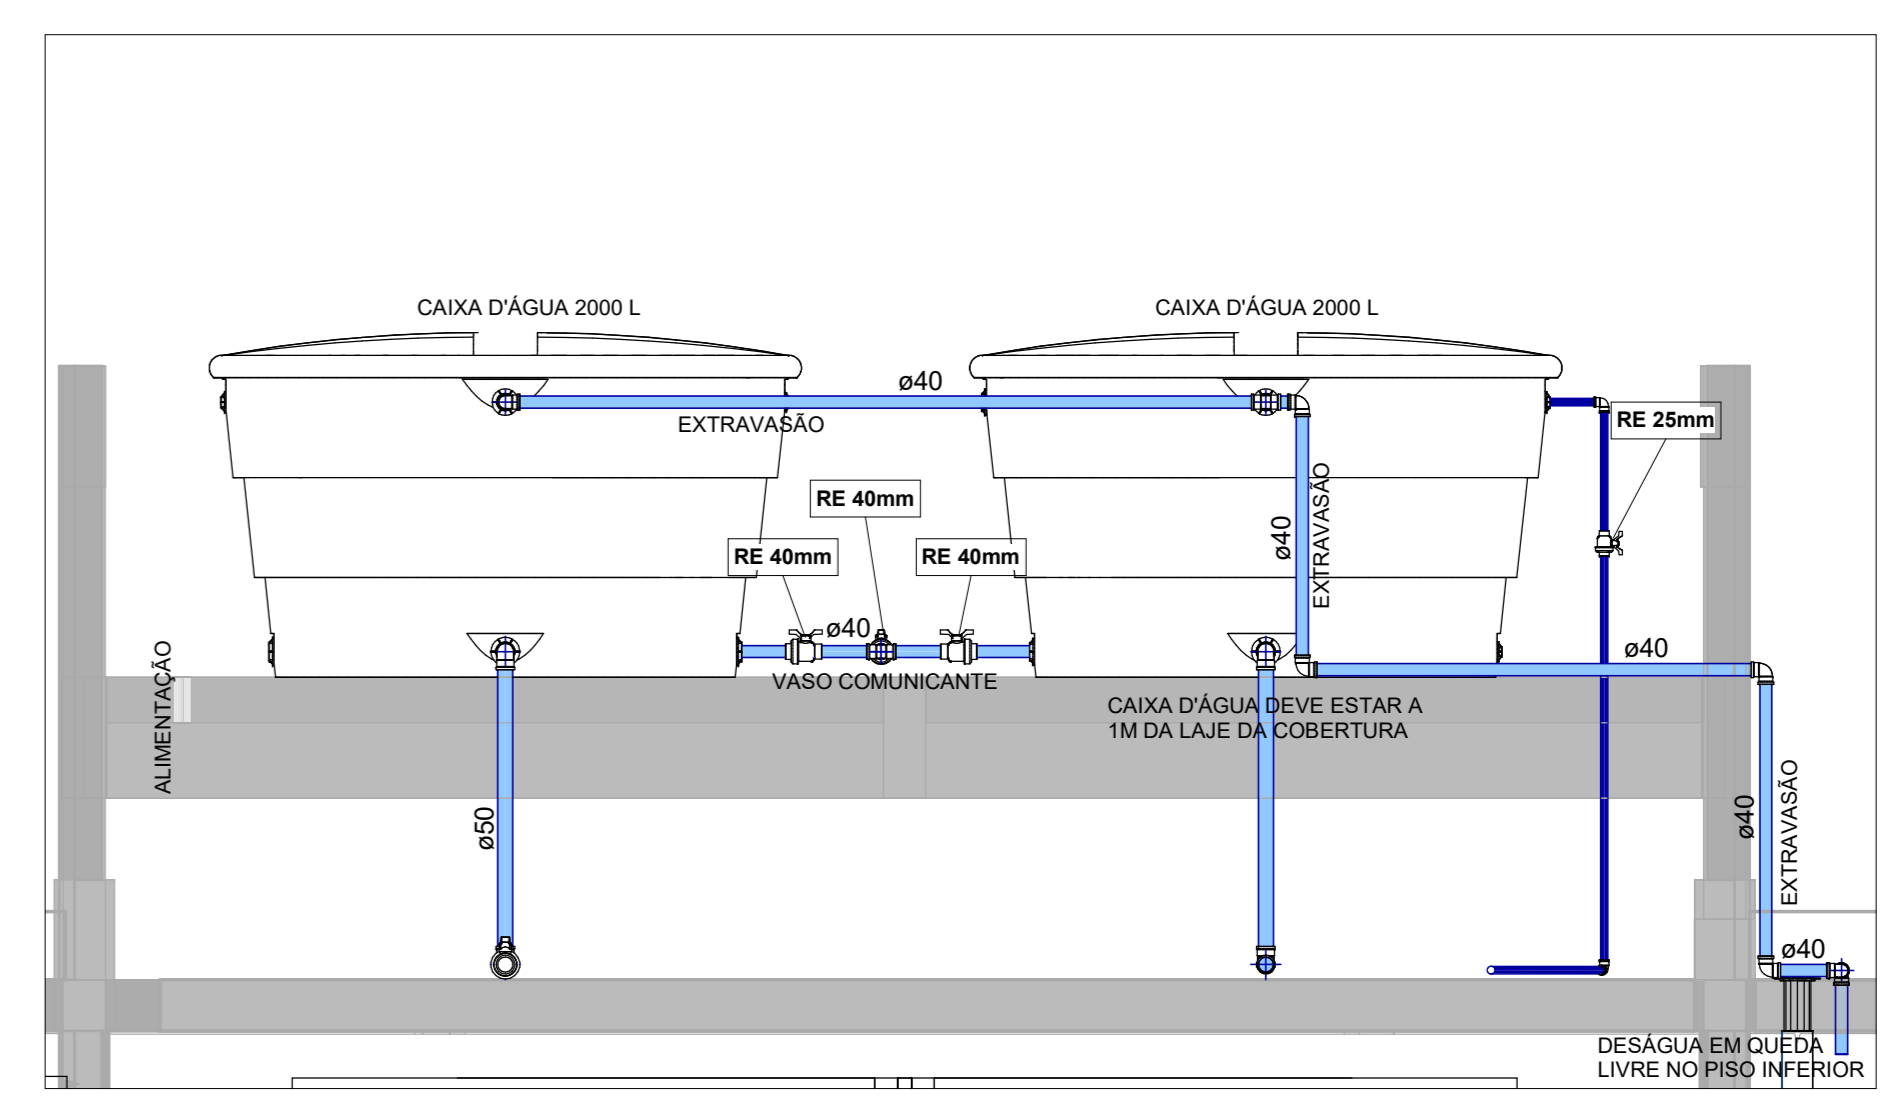 CAIXA D'ÁGUA 2000 L
CAIXA D'ÁGUA 2000 L
ø40
EXTRAVASÃO
RE 25mm
RE 40mm
RE 40mm
RE 40mm
ø40
EXTRAVASÃO
ø40
ø40
ALIMENTAÇÃO
VASO COMUNICANTE
CAIXA D'ÁGUA DEVE ESTAR A
1M DA LAJE DA COBERTURA
ø50
ø40
EXTRAVASÃO
ø40
DESÁGUA EM QUEDA
LIVRE NO PISO INFERIOR